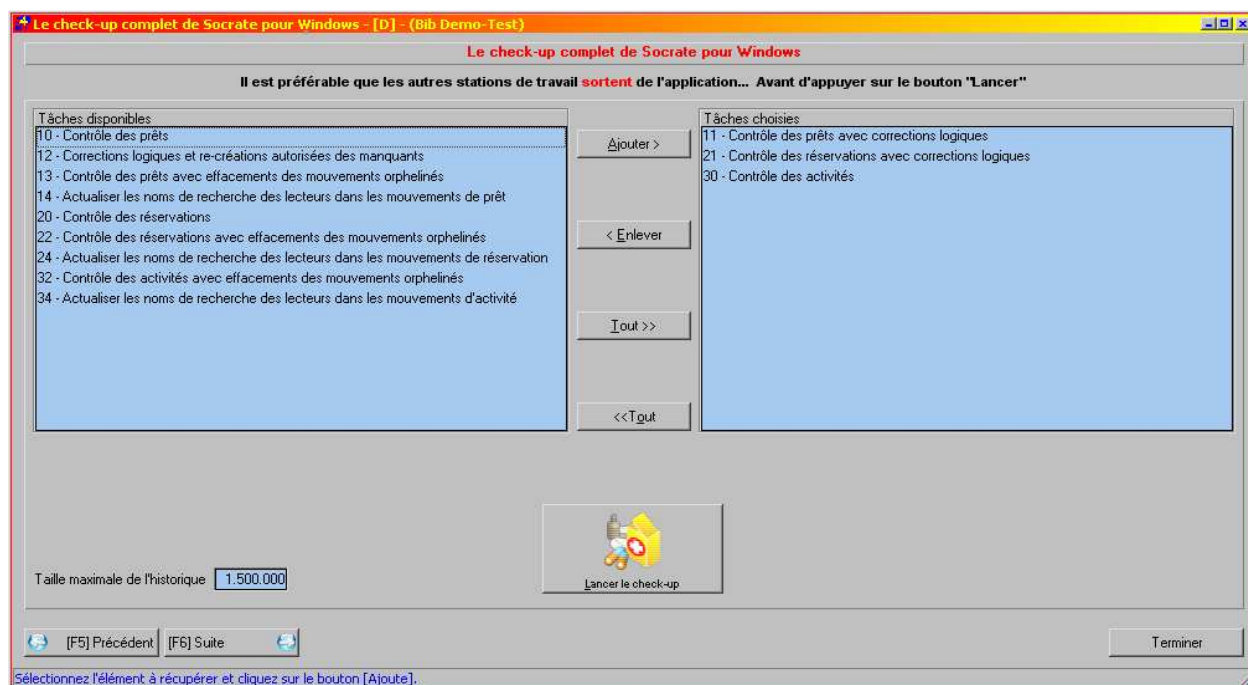 Le check-up complet de Socrate pour Windows - [D] - (Bib Demo-Test)
Le check-up complet de Socrate pour Windows
Il est préférable que les autres stations de travail sortent de l'application... Avant d'appuyer sur le bouton "Lancer"
Tâches disponibles
10 - Contrôle des prêts
12 - Corrections logiques et re-créations autorisées des manquants
13 - Contrôle des prêts avec effacements des mouvements orphelinés
14 - Actualiser les noms de recherche des lecteurs dans les mouvements de prêt
20 - Contrôle des réservations
22 - Contrôle des réservations avec effacements des mouvements orphelinés
24 - Actualiser les noms de recherche des lecteurs dans les mouvements de réservation
32 - Contrôle des activités avec effacements des mouvements orphelinés
34 - Actualiser les noms de recherche des lecteurs dans les mouvements d'activité
Ajouter >
< Enlever
Tout >>
<<Tout
Tâches choisies
11 - Contrôle des prêts avec corrections logiques
21 - Contrôle des réservations avec corrections logiques
30 - Contrôle des activités
Taille maximale de l'historique 1.500.000
Lancer le check-up
[F5] Précédent [F6] Suite
Terminer
Sélectionnez l'élément à récupérer et cliquez sur le bouton [Ajoute].